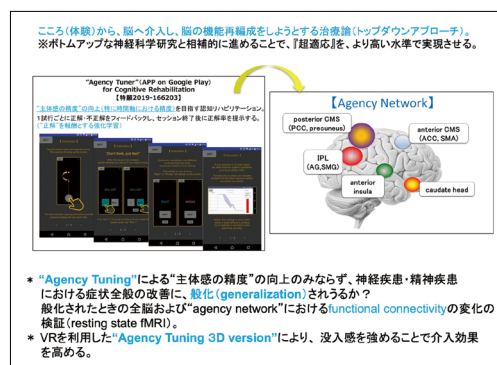 こころ(体験)から、脳へ介入し、脳の機能再編成をしようとする治療論(トップダウンアプローチ)。
※ボトムアップな神経科学研究と相補的に進めることで、『超適応』を、より高い水準で実現させる。
"Agency Tuner"(APP on Google Play)
for Cognitive Rehabilitation
【特願2019-166203】
"主体感の精度"の向上(特に時間軸における精度)を目指す認知リハビリテーション。
1試行ごとに正解・不正解をフィードバックし、セッション終了後に正解率を提示する。
("正解"を報酬とする強化学習)
【Agency Network】
posterior CMS
(PCC, precuneus)
anterior CMS
(ACC, SMA)
IPL
(AG,SMG)
anterior
insula
caudate head
* "Agency Tuning"による"主体感の精度"の向上のみならず、神経疾患・精神疾患
における症状全般の改善に、般化(generalization)されうるか?
般化されたときの全脳および"agency network"におけるfunctional connectivityの変化の
検証(resting state fMRI)。
* VRを利用した"Agency Tuning 3D version"により、没入感を強めることで介入効果
を高める。